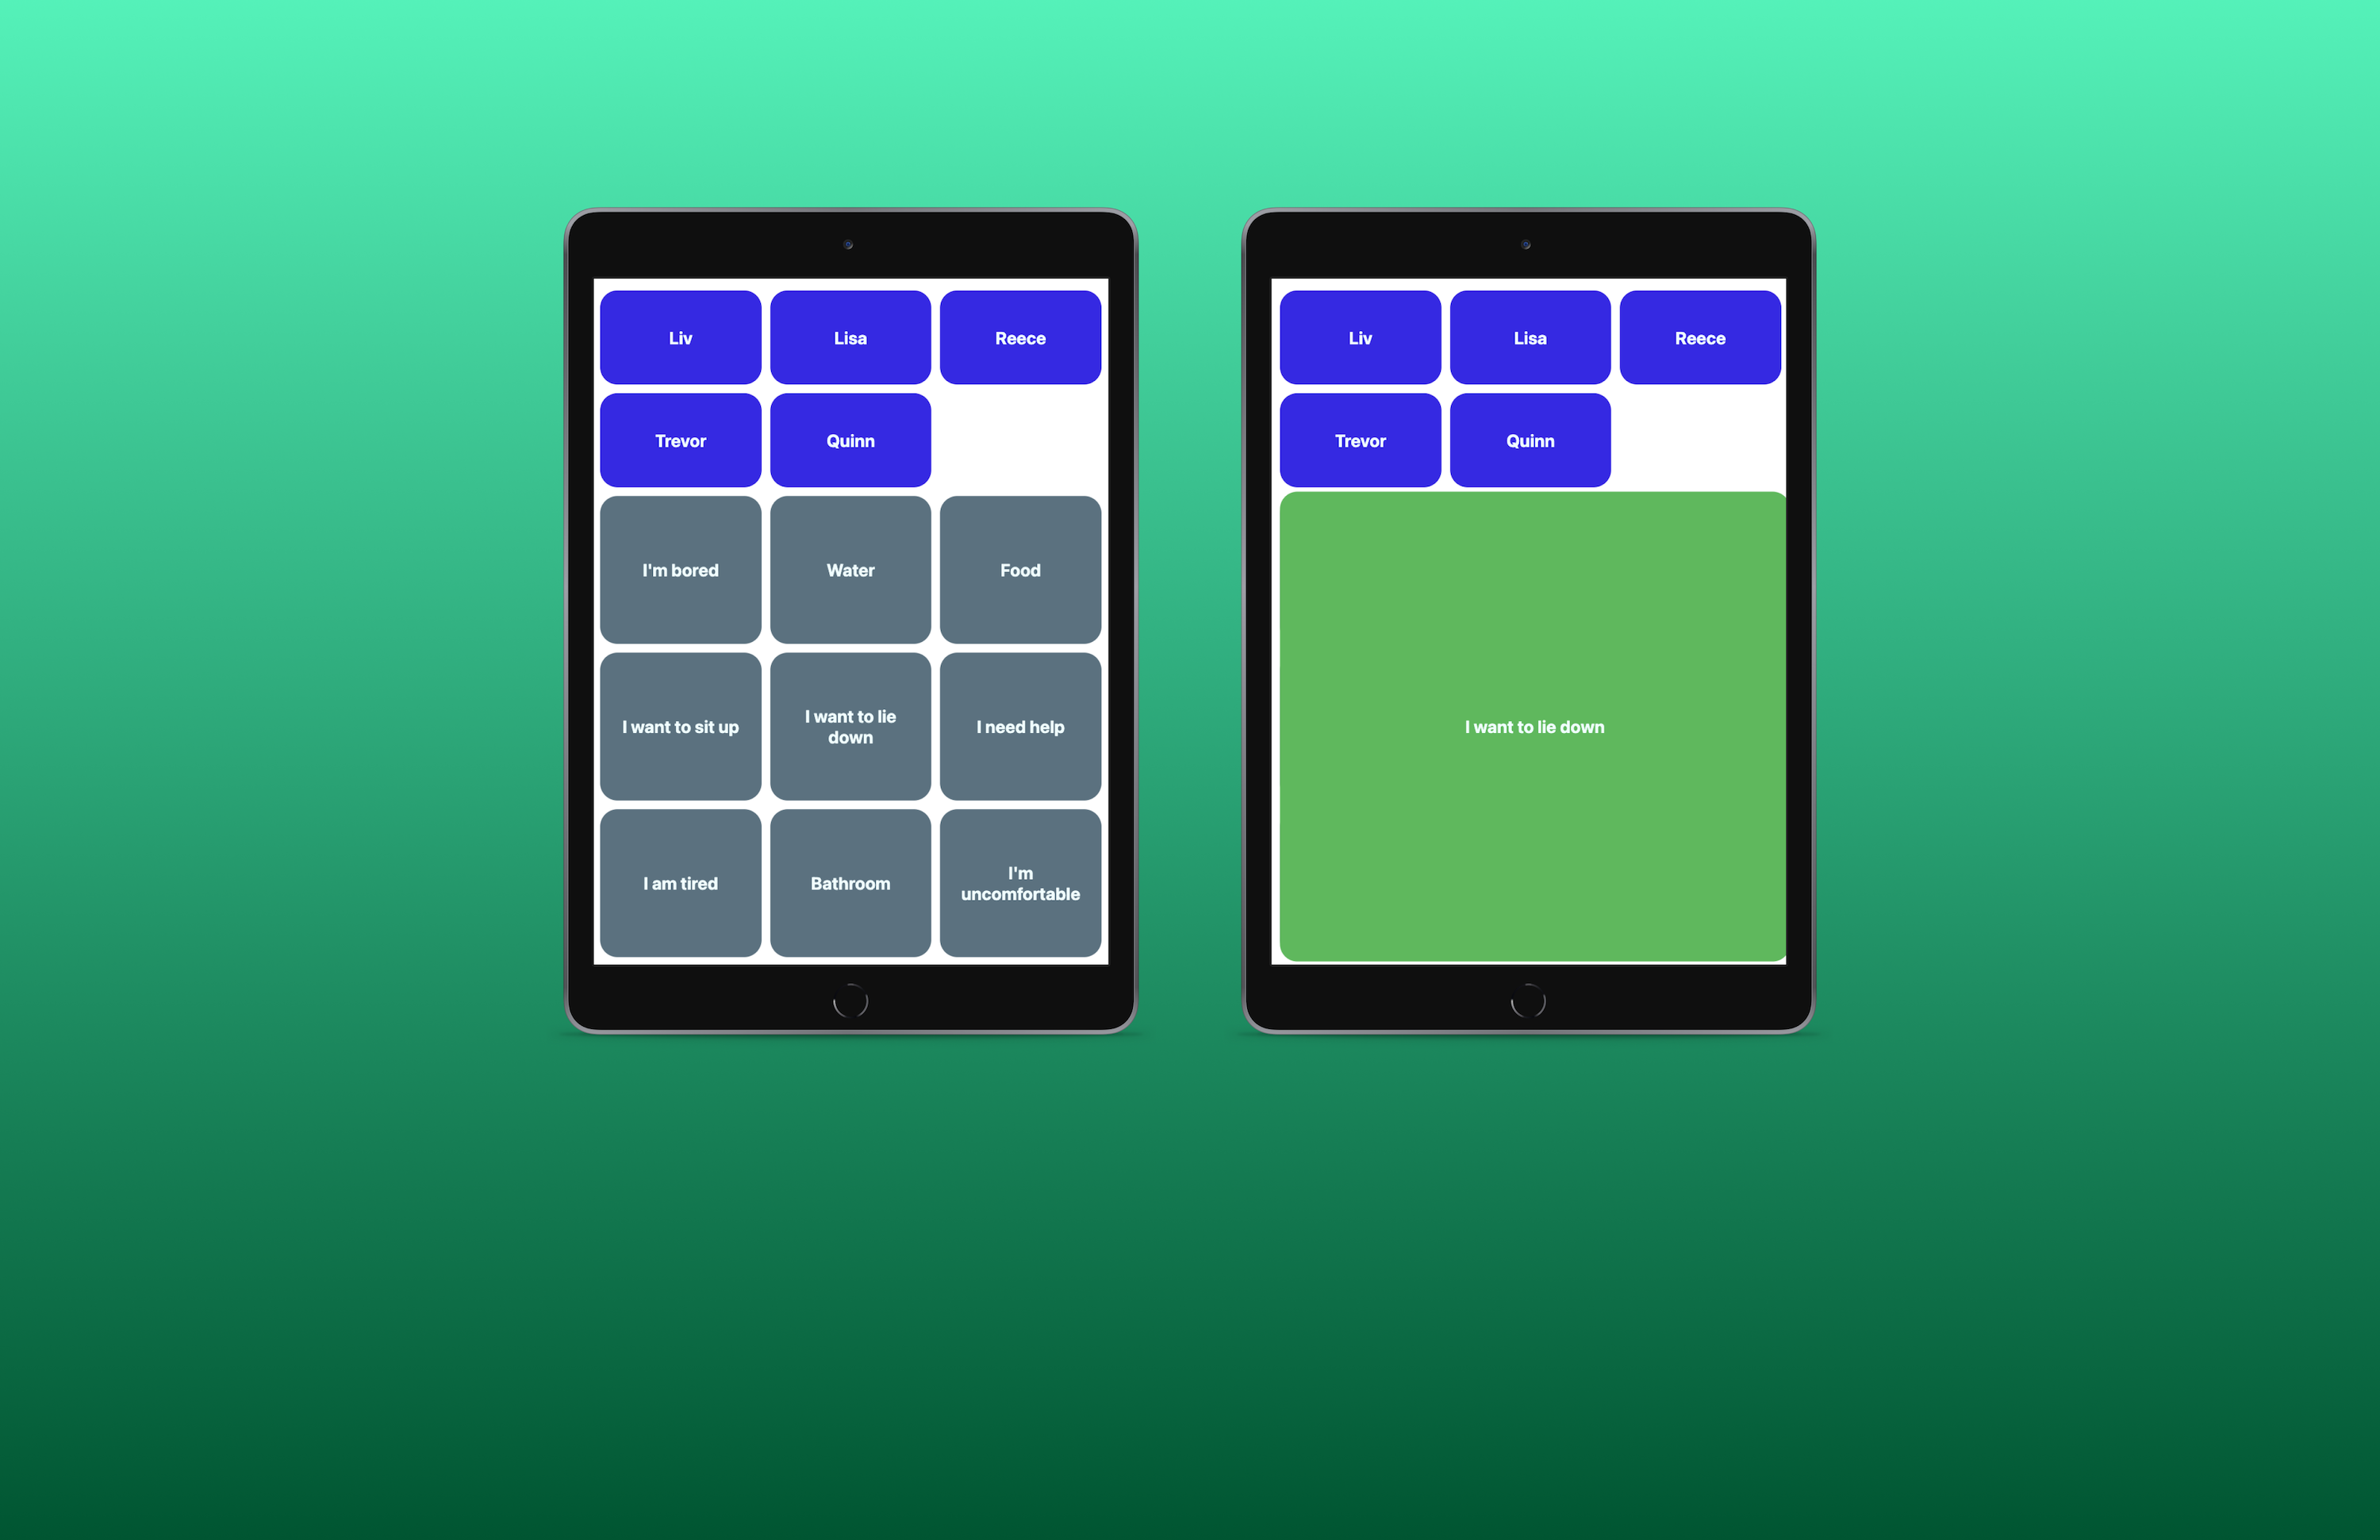 Liv
Lisa
Reece
Trevor
Quinn
I'm bored
Water
Food
I want to sit up
I want to lie
down
I need help
I am tired
Bathroom
I'm
uncomfortable
Liv
Lisa
Reece
Trevor
Quinn
I want to lie down